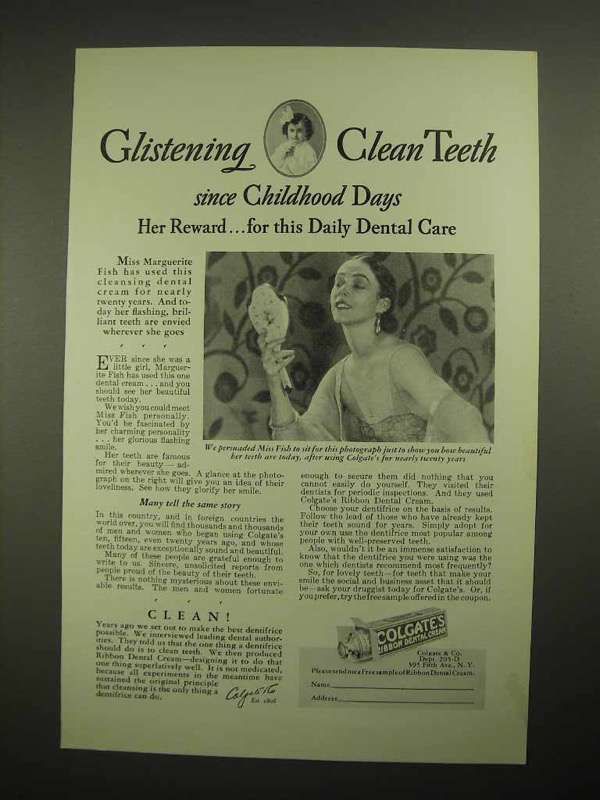 Glistening Clean Teeth
since Childhood Days
Her Reward...for this Daily Dental Care
Miss Marguerite
Fish has used this
cleansing dental
cream for nearly
twenty years. And to-
day her flashing, bril-
liant teeth are envied
wherever she goes
EVER since she was a
little girl, Marguer-
ite Fish has used this one
dental cream . . . and you
should see her beautiful
teeth today.
We wish you could meet
Miss Fish personally.
You'd be fascinated by
her charming personality
. . . her glorious flashing
smile.
Her teeth are famous
for their beauty—ad-
mired wherever she goes. A glance at the photo-
graph on the right will give you an idea of their
loveliness. See how they glorify her smile.
Many tell the same story
In this country, and in foreign countries the
world over, you will find thousands and thousands
of men and women who began using Colgate's
ten, fifteen, even twenty years ago, and whose
teeth today are exceptionally sound and beautiful.
Many of these people are grateful enough to
write to us. Sincere, unsolicited reports from
people proud of the beauty of their teeth.
There is nothing mysterious about these envi-
able results. The men and women fortunate
We persuaded Miss Fish to sit for this photograph just to show you how beautiful
her teeth are today, after using Colgate's for nearly twenty years
enough to secure them did nothing that you
cannot easily do yourself. They visited their
dentists for periodic inspections. And they used
Colgate's Ribbon Dental Cream.
Choose your dentifrice on the basis of results.
Follow the lead of those who have already kept
their teeth sound for years. Simply adopt for
your own use the dentifrice most popular among
people with well-preserved teeth.
Also, wouldn't it be an immense satisfaction to
know that the dentifrice you were using was the
one which dentists recommend most frequently?
So, for lovely teeth—for teeth that make your
smile the social and business asset that it should
be—ask your druggist today for Colgate's. Or, if
you prefer, try the free sample offered in the coupon.
CLEAN!
Years ago we set out to make the best dentifrice
possible. We interviewed leading dental author-
ities. They told us that the one thing a dentifrice
should do is to clean teeth. We then produced
Ribbon Dental Cream—designing it to do that
one thing superlatively well. It is not medicated,
because all experiments in the meantime have
sustained the original principle
that cleansing is the only thing a
dentifrice can do.
Colgate & Co
Est. 1806
COLGATE'S
RIBBON DENTAL CREAM
Colgate & Co.
Dept. 205-D
595 Fifth Ave., N. Y.
Please send me a Free sample of Ribbon Dental Cream.
Name
Address